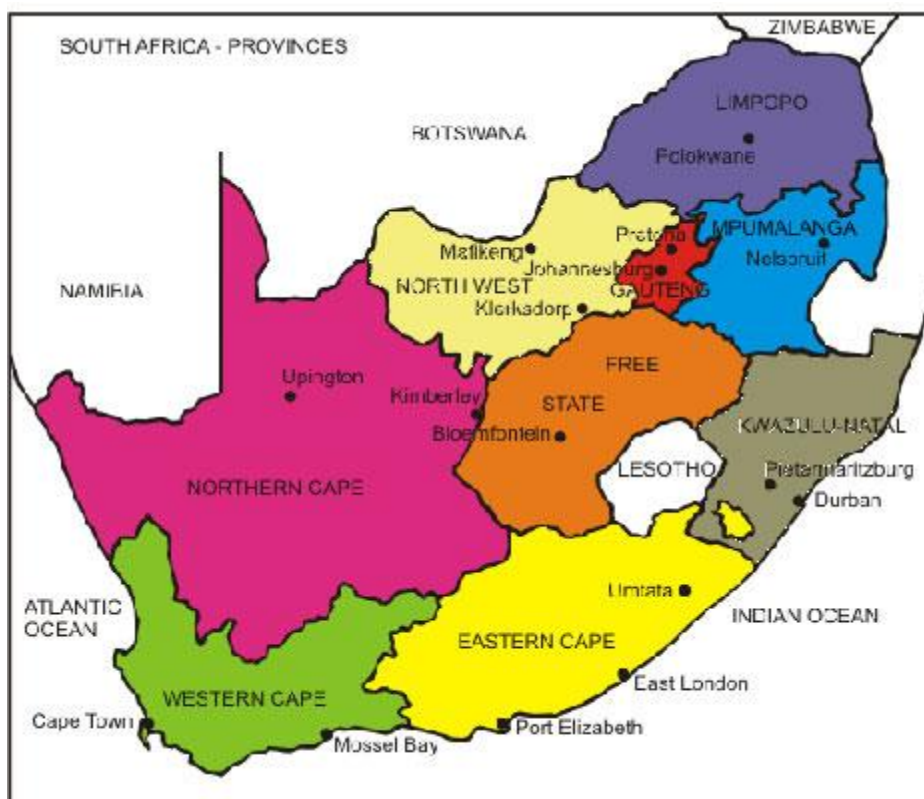 SOUTH AFRICA - PROVINCES
ZIMBABWE
LIMPOPO
BOTSWANA
Polokwane
MPUMALANGA
Pretoria
Nelspruit
Mafikeng
Johannesburg
NAMIBIA
NORTH WEST
GAUTENG
Klerksdorp
FREE
STATE
Upington
Kimberley
Bloemfontein
KWAZULU-NATAL
LESOTHO
Pietermaritzburg
NORTHERN CAPE
Durban
Umtata
ATLANTIC
OCEAN
INDIAN OCEAN
EASTERN CAPE
East London
WESTERN CAPE
Cape Town
Port Elizabeth
Mossel Bay